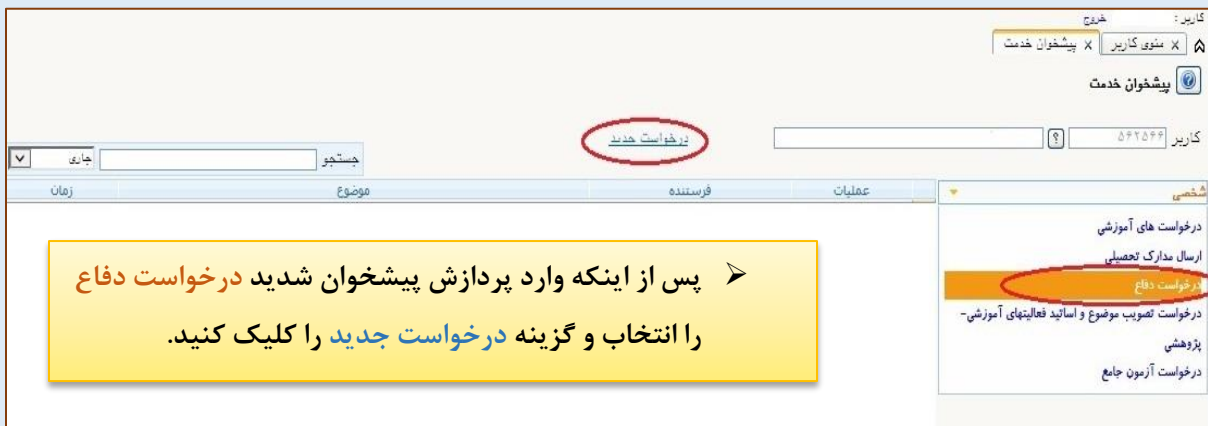 کاربر : خروج
منوی کاربر x پیشخوان خدمت x
پیشخوان خدمت
کاربر ۵۶۲۵۶۶ ؟ درخواست جدید
جستجو جاری
شخصی عملیات فرستنده موضوع زمان
درخواست های آموزشی
ارسال مدارک تحصیلی
درخواست دفاع
درخواست تصویب موضوع و اساتید فعالیتهای آموزشی-
پژوهشی
درخواست آزمون جامع
پس از اینکه وارد پردازش پیشخوان شدید درخواست دفاع
را انتخاب و گزینه درخواست جدید را کلیک کنید.